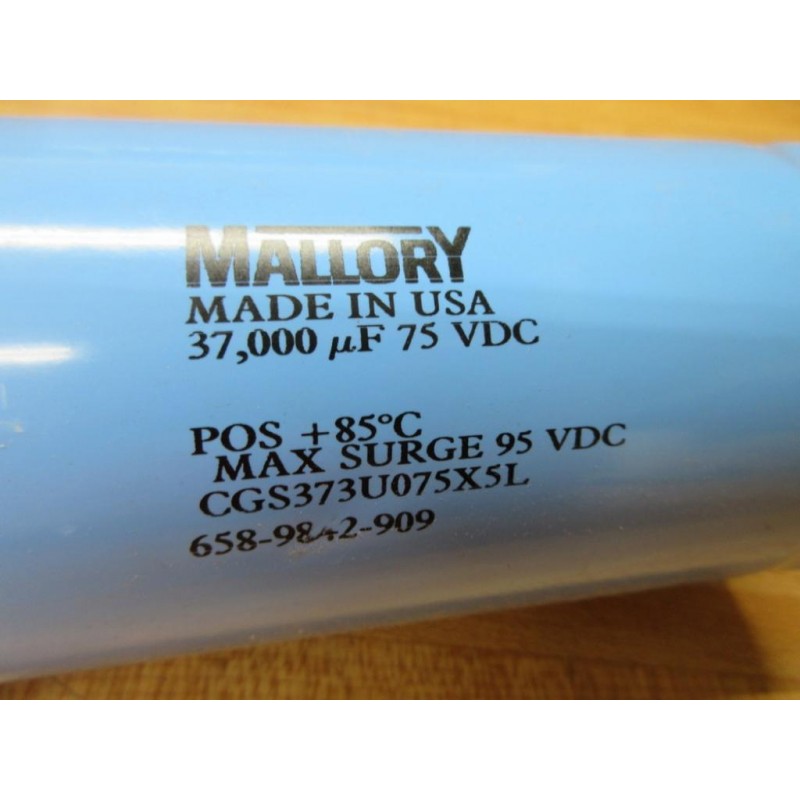 MALLORY
MADE IN USA
37,000 µF 75 VDC
POS +85°C
MAX SURGE 95 VDC
CGS373U075X5L
658-9842-909